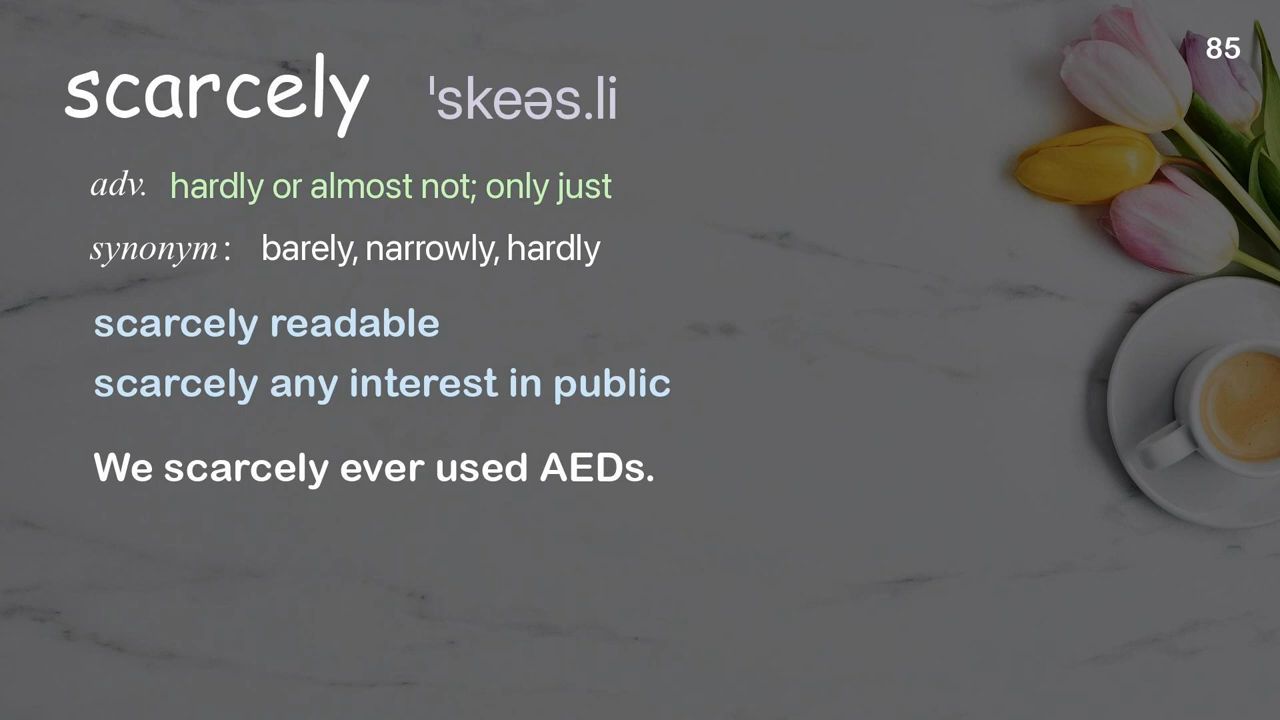 85
scarcely ˈskeəs.li
adv. hardly or almost not; only just
synonym: barely, narrowly, hardly
scarcely readable
scarcely any interest in public
We scarcely ever used AEDs.